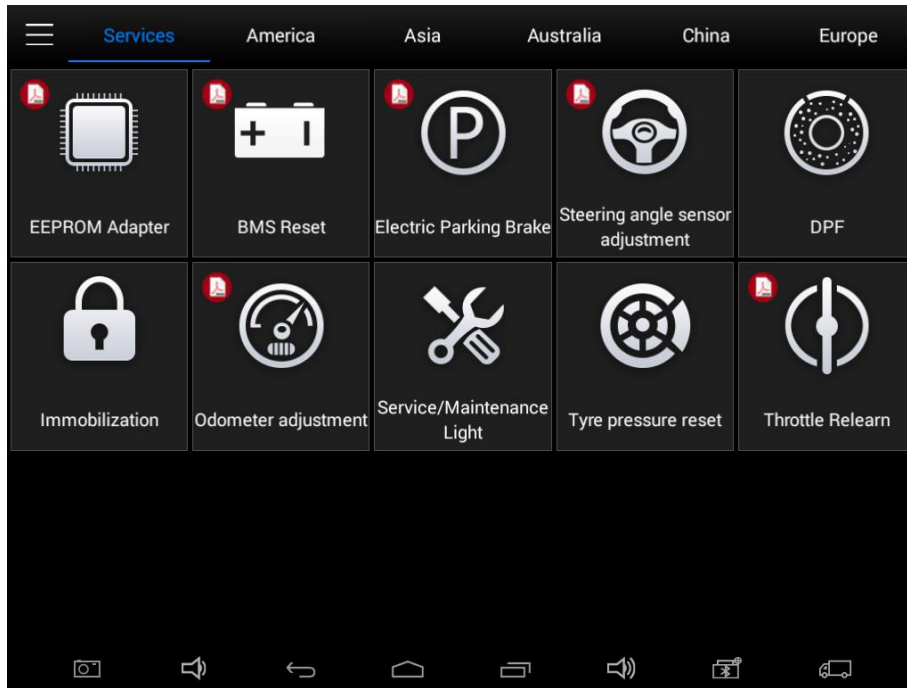 Services America Asia Australia China Europe
EEPROM Adapter
BMS Reset
Electric Parking Brake
Steering angle sensor
adjustment
DPF
Immobilization
Odometer adjustment
Service/Maintenance
Light
Tyre pressure reset
Throttle Relearn